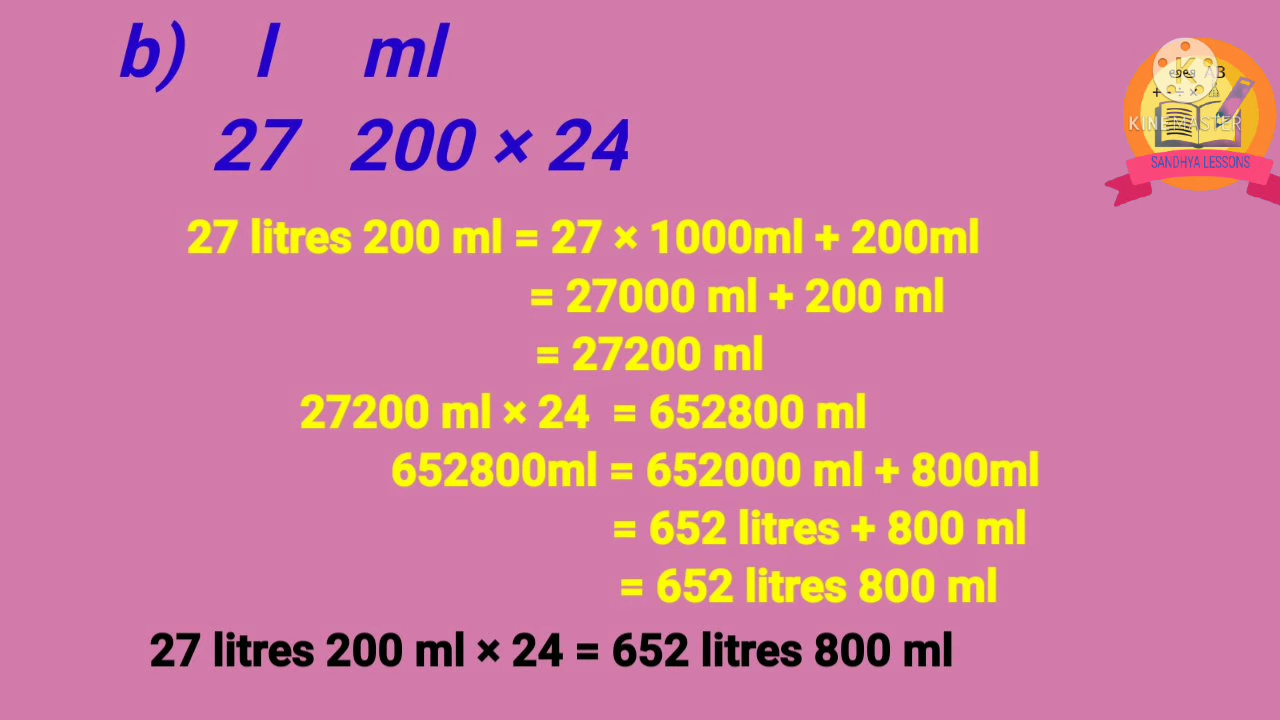 b) l ml
27 200 × 24
27 litres 200 ml = 27 × 1000ml + 200ml
= 27000 ml + 200 ml
= 27200 ml
27200 ml × 24 = 652800 ml
652800ml = 652000 ml + 800ml
= 652 litres + 800 ml
= 652 litres 800 ml
27 litres 200 ml × 24 = 652 litres 800 ml
K
AB
+ - ÷ ×
KINEMASTER
SANDHYA LESSONS